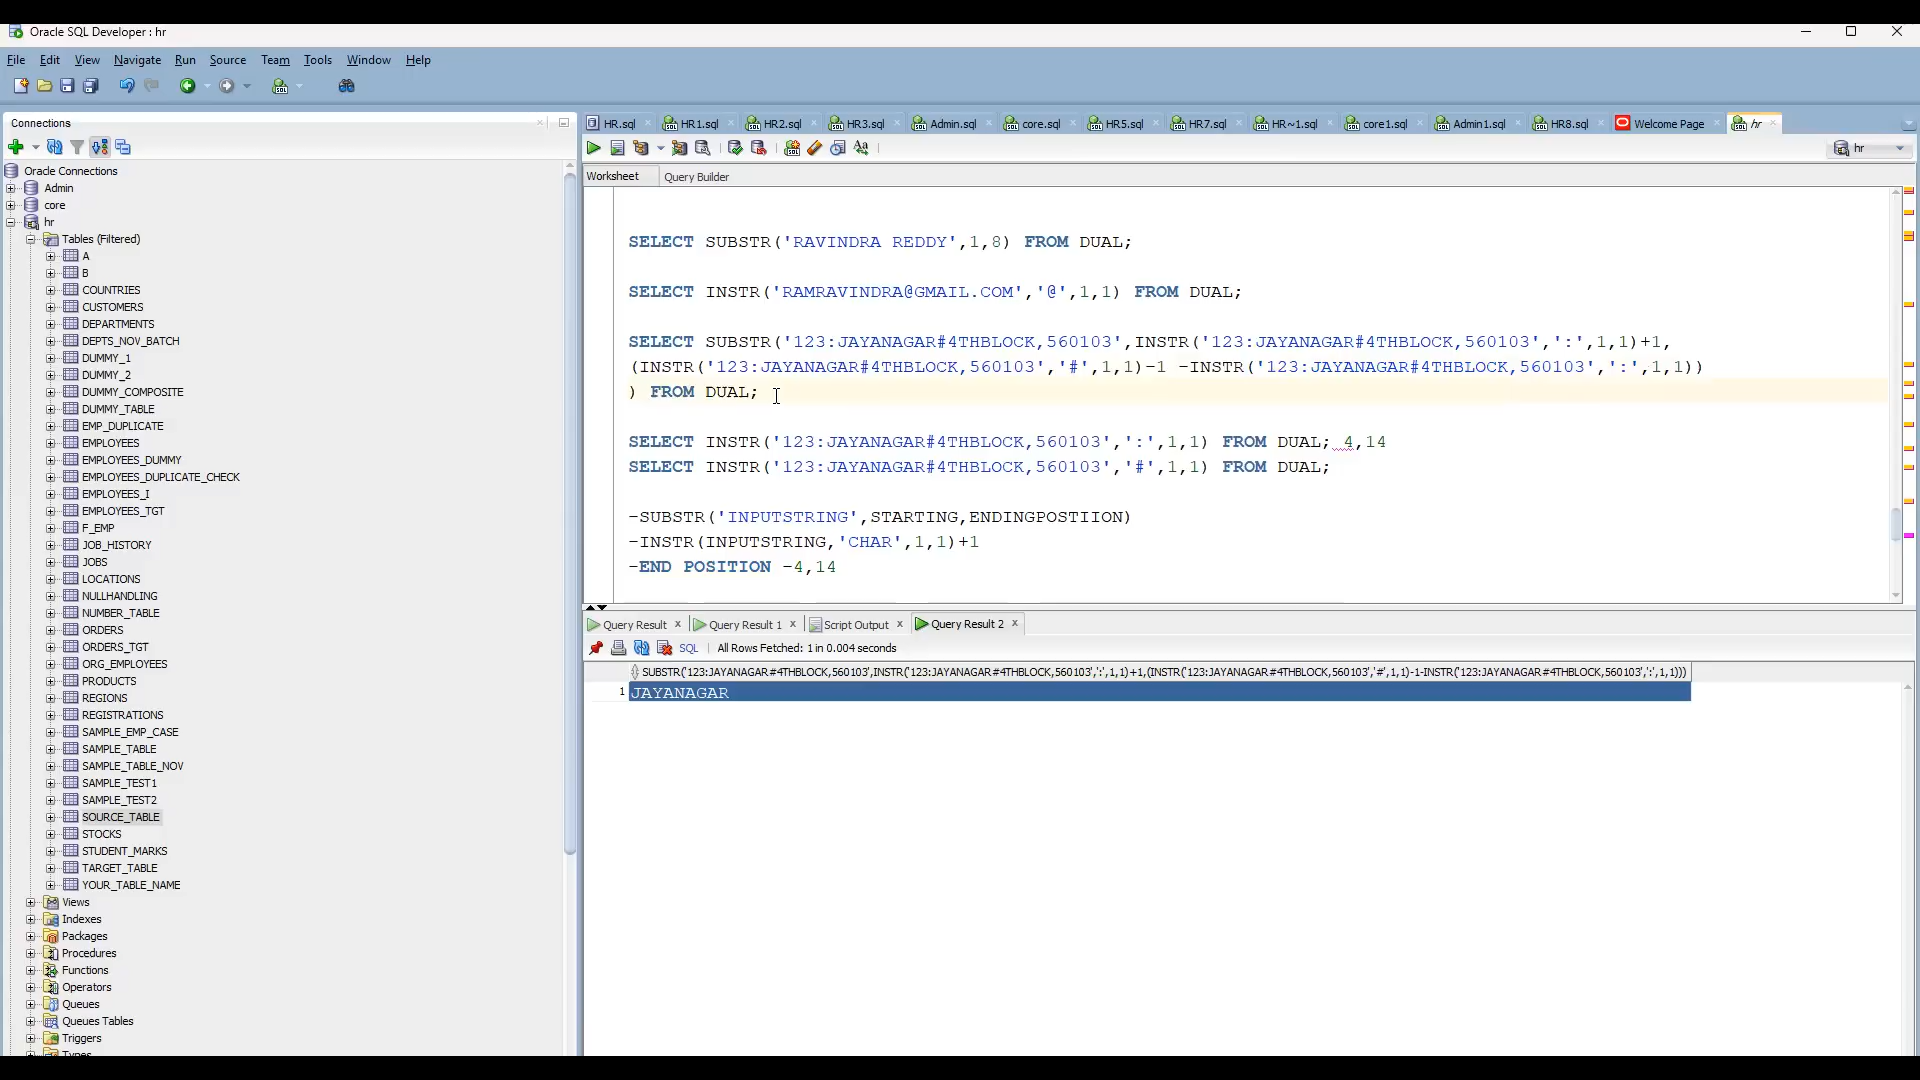 Oracle SQL Developer : hr
File Edit View Navigate Run Source Team Tools Window Help
Connections
HR.sql HR1.sql HR2.sql HR3.sql Admin.sql core.sql HR5.sql HR7.sql HR~1.sql core1.sql Admin1.sql HR8.sql Welcome Page hr
hr
Worksheet Query Builder
Oracle Connections
Admin
core
hr
Tables (Filtered)
A
B
COUNTRIES
CUSTOMERS
DEPARTMENTS
DEPTS_NOV_BATCH
DUMMY_1
DUMMY_2
DUMMY_COMPOSITE
DUMMY_TABLE
EMP_DUPLICATE
EMPLOYEES
EMPLOYEES_DUMMY
EMPLOYEES_DUPLICATE_CHECK
EMPLOYEES_I
EMPLOYEES_TGT
F_EMP
JOB_HISTORY
JOBS
LOCATIONS
NULLHANDLING
NUMBER_TABLE
ORDERS
ORDERS_TGT
ORG_EMPLOYEES
PRODUCTS
REGIONS
REGISTRATIONS
SAMPLE_EMP_CASE
SAMPLE_TABLE
SAMPLE_TABLE_NOV
SAMPLE_TEST1
SAMPLE_TEST2
SOURCE_TABLE
STOCKS
STUDENT_MARKS
TARGET_TABLE
YOUR_TABLE_NAME
Views
Indexes
Packages
Procedures
Functions
Operators
Queues
Queues Tables
Triggers
Types
SELECT SUBSTR('RAVINDRA REDDY',1,8) FROM DUAL;
SELECT INSTR('RAMRAVINDRA@GMAIL.COM','@',1,1) FROM DUAL;
SELECT SUBSTR('123:JAYANAGAR#4THBLOCK,560103',INSTR('123:JAYANAGAR#4THBLOCK,560103',':',1,1)+1,
(INSTR('123:JAYANAGAR#4THBLOCK,560103','#',1,1)-1 -INSTR('123:JAYANAGAR#4THBLOCK,560103',':',1,1))
) FROM DUAL;
SELECT INSTR('123:JAYANAGAR#4THBLOCK,560103',':',1,1) FROM DUAL; 4,14
SELECT INSTR('123:JAYANAGAR#4THBLOCK,560103','#',1,1) FROM DUAL;
-SUBSTR('INPUTSTRING',STARTING,ENDINGPOSTIION)
-INSTR(INPUTSTRING,'CHAR',1,1)+1
-END POSITION -4,14
Query Result Query Result 1 Script Output Query Result 2
SQL All Rows Fetched: 1 in 0.004 seconds
SUBSTR('123:JAYANAGAR#4THBLOCK,560103',INSTR('123:JAYANAGAR#4THBLOCK,560103',':',1,1)+1,(INSTR('123:JAYANAGAR#4THBLOCK,560103','#',1,1)-1-INSTR('123:JAYANAGAR#4THBLOCK,560103',':',1,1)))
1 JAYANAGAR